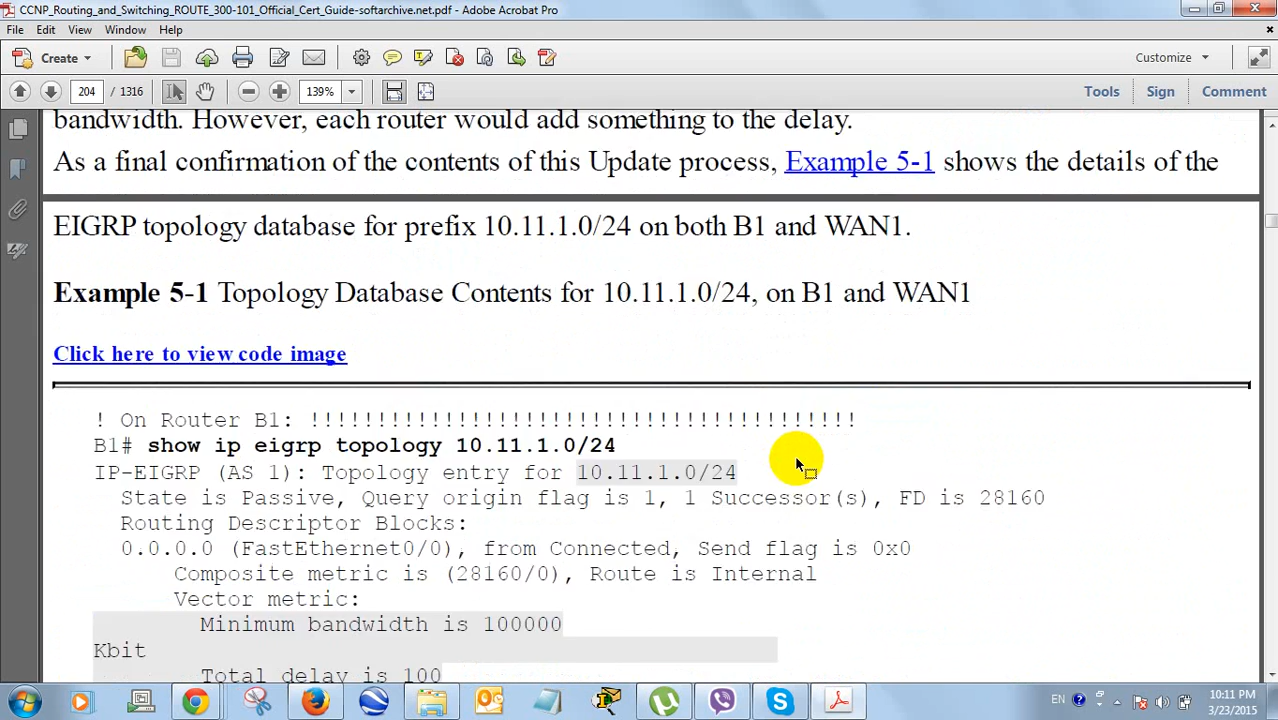 CCNP_Routing_and_Switching_ROUTE_300-101_Official_Cert_Guide-softarchive.net.pdf - Adobe Acrobat Pro
File Edit View Window Help
Create
Customize
204 / 1316
139%
Tools Sign Comment
bandwidth. However, each router would add something to the delay.
As a final confirmation of the contents of this Update process, Example 5-1 shows the details of the
EIGRP topology database for prefix 10.11.1.0/24 on both B1 and WAN1.
Example 5-1 Topology Database Contents for 10.11.1.0/24, on B1 and WAN1
Click here to view code image
! On Router B1: !!!!!!!!!!!!!!!!!!!!!!!!!!!!!!!!!!!!!!!!!
B1# show ip eigrp topology 10.11.1.0/24
IP-EIGRP (AS 1): Topology entry for 10.11.1.0/24
State is Passive, Query origin flag is 1, 1 Successor(s), FD is 28160
Routing Descriptor Blocks:
0.0.0.0 (FastEthernet0/0), from Connected, Send flag is 0x0
Composite metric is (28160/0), Route is Internal
Vector metric:
Minimum bandwidth is 100000
Kbit
Total delay is 100
EN
10:11 PM
3/23/2015